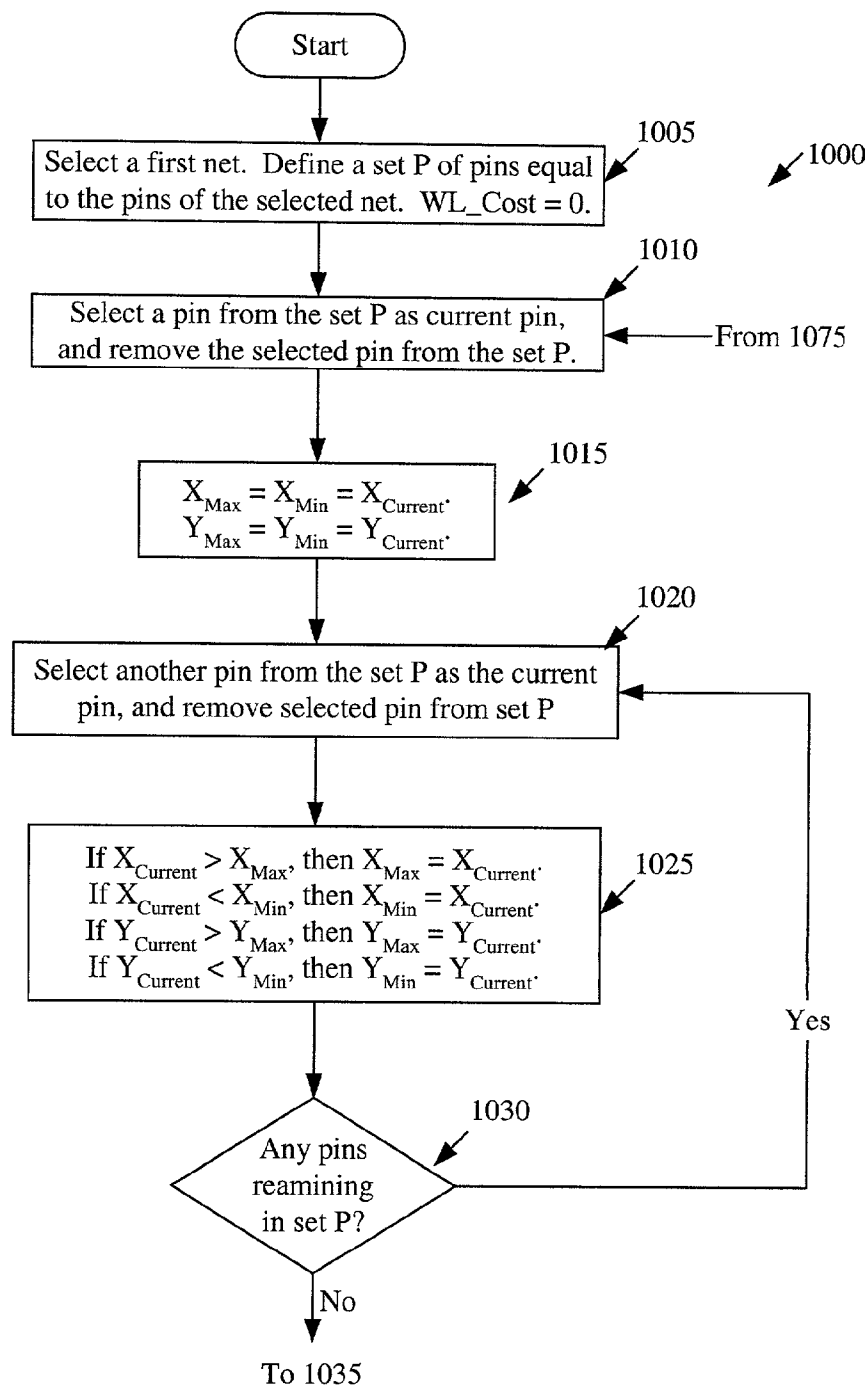 Start
1005
1000
Select a first net. Define a set P of pins equal
to the pins of the selected net. WL_Cost = 0.
1010
Select a pin from the set P as current pin,
and remove the selected pin from the set P.
From 1075
1015
X_Max = X_Min = X_Current.
Y_Max = Y_Min = Y_Current.
1020
Select another pin from the set P as the current
pin, and remove selected pin from set P
1025
If X_Current > X_Max, then X_Max = X_Current.
If X_Current < X_Min, then X_Min = X_Current.
If Y_Current > Y_Max, then Y_Max = Y_Current.
If Y_Current < Y_Min, then Y_Min = Y_Current.
Yes
1030
Any pins
reamining
in set P?
No
To 1035